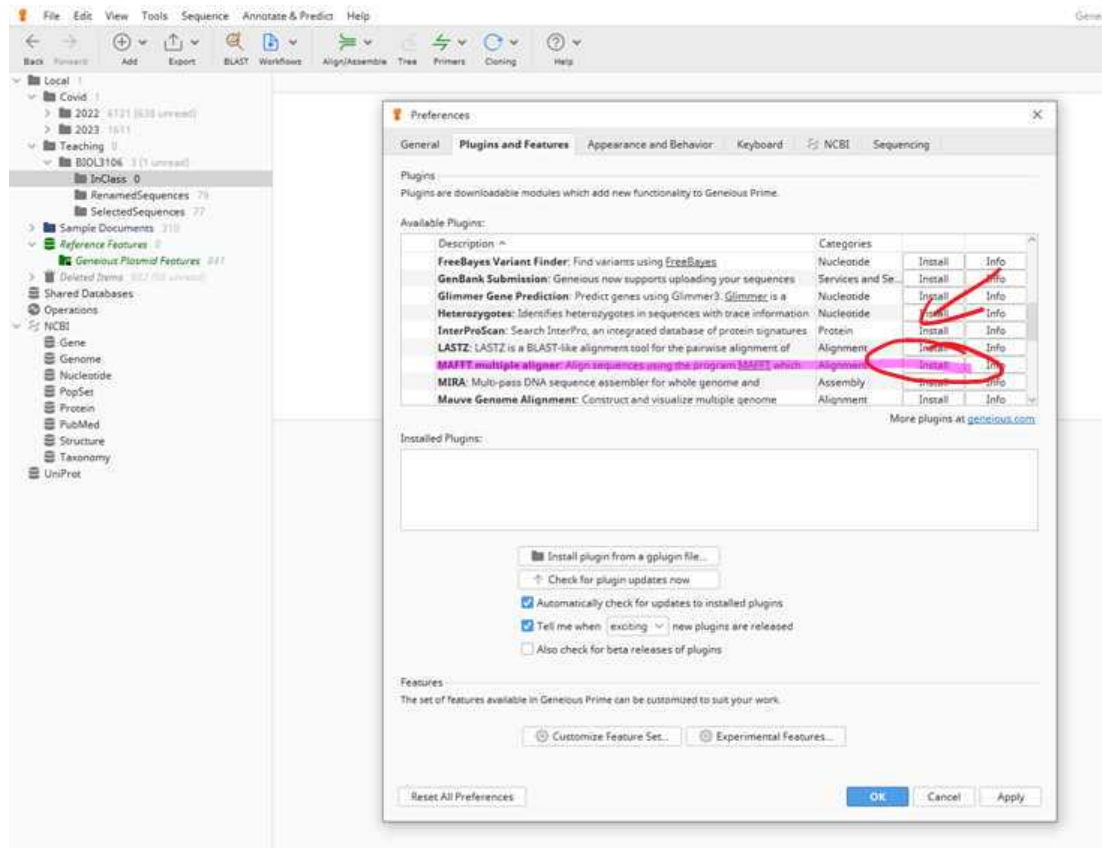 File Edit View Tools Sequence Annotate & Predict Help
Geneio
Back Forward Add Export BLAST Workflows Align/Assemble Tree Primers Cloning Help
Local
Covid
2022 6121
2023 1611
Teaching 0
BIOL3106 3 (1 unread)
InClass 0
RenamedSequences 79
SelectedSequences 77
Sample Documents 310
Reference Features 0
Geneious Plasmid Features 841
Deleted Items
Shared Databases
Operations
NCBI
Gene
Genome
Nucleotide
PopSet
Protein
PubMed
Structure
Taxonomy
UniProt
Preferences
General Plugins and Features Appearance and Behavior Keyboard NCBI Sequencing
Plugins
Plugins are downloadable modules which add new functionality to Geneious Prime.
Available Plugins:
Description Categories
FreeBayes Variant Finder: Find variants using FreeBayes Nucleotide Install Info
GenBank Submission: Geneious now supports uploading your sequences Services and Se... Install Info
Glimmer Gene Prediction: Predict genes using Glimmer3. Glimmer is a Nucleotide Install Info
Heterozygotes: Identifies heterozygotes in sequences with trace information Nucleotide Install Info
InterProScan: Search InterPro, an integrated database of protein signatures Protein Install Info
LASTZ: LASTZ is a BLAST-like alignment tool for the pairwise alignment of Alignment Install Info
MAFFT multiple aligner: Align sequences using the program MAFFT which Alignment Install Info
MIRA: Multi-pass DNA sequence assembler for whole genome and Assembly Install Info
Mauve Genome Alignment: Construct and visualize multiple genome Alignment Install Info
More plugins at geneious.com
Installed Plugins:
Install plugin from a gplugin file...
Check for plugin updates now
Automatically check for updates to installed plugins
Tell me when exciting new plugins are released
Also check for beta releases of plugins
Features
The set of features available in Geneious Prime can be customized to suit your work.
Customize Feature Set... Experimental Features...
Reset All Preferences OK Cancel Apply